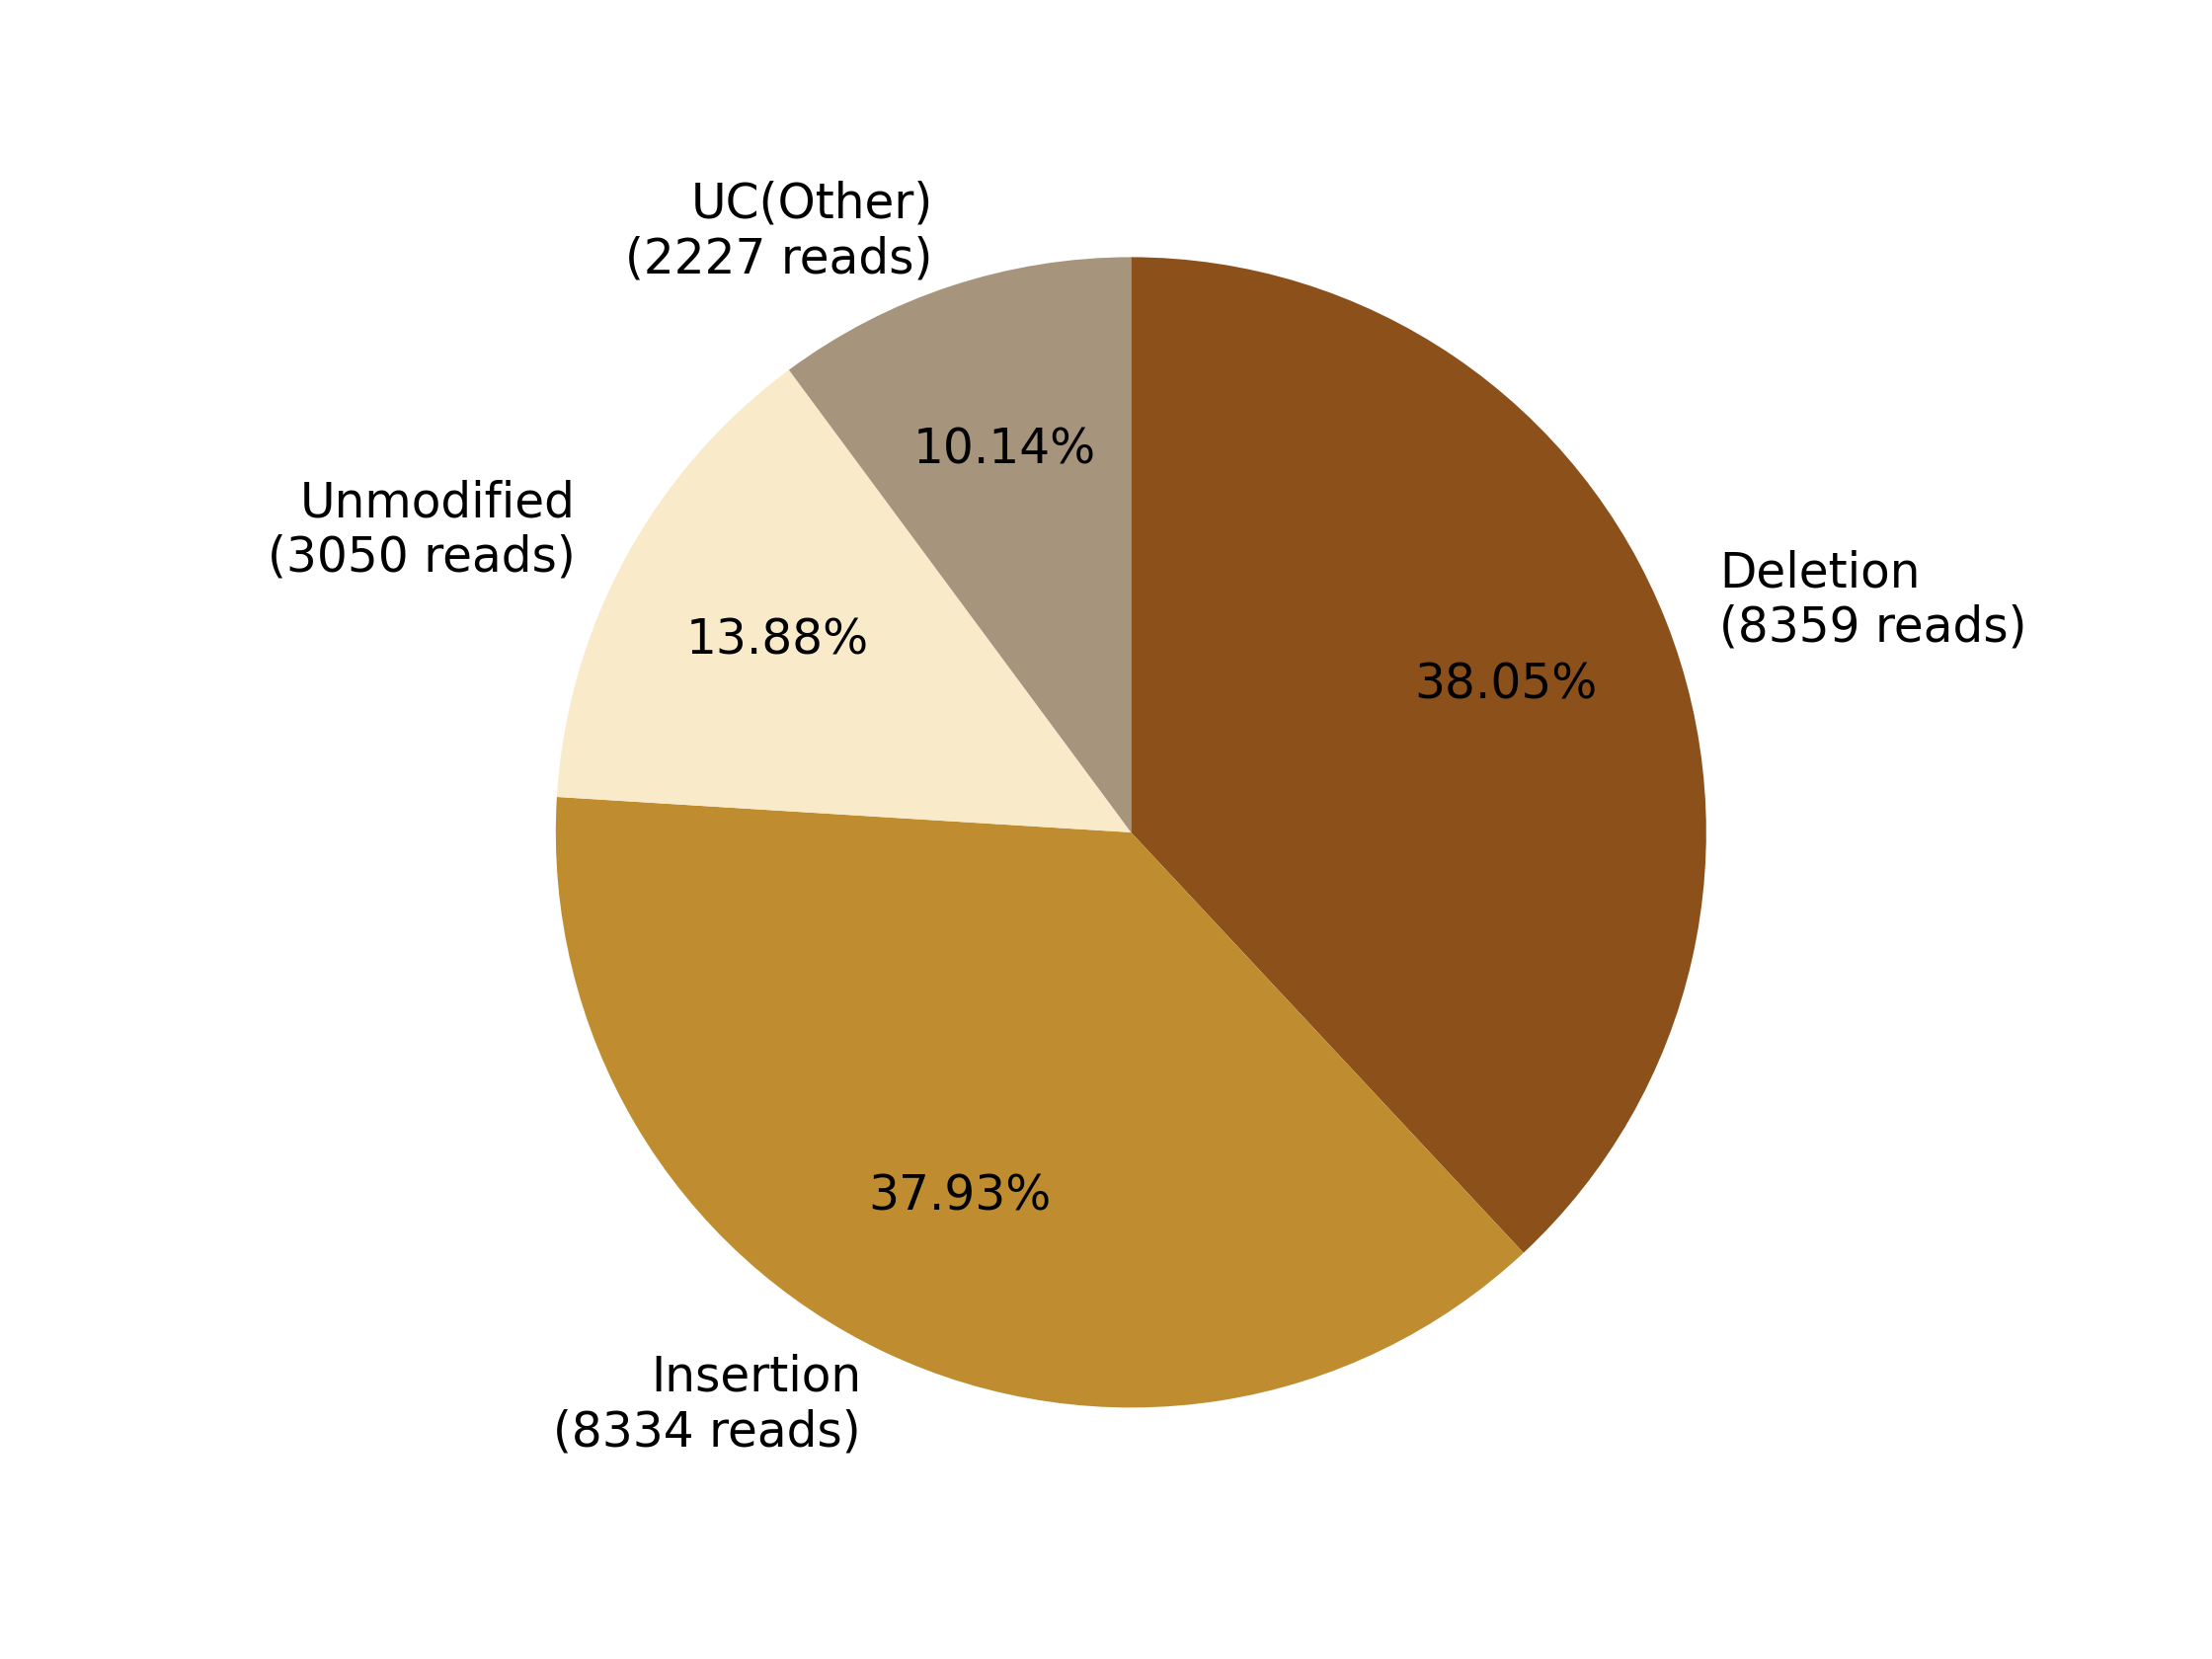 UC(Other)
(2227 reads)
10.14%
Unmodified
(3050 reads)
13.88%
Deletion
(8359 reads)
38.05%
37.93%
Insertion
(8334 reads)